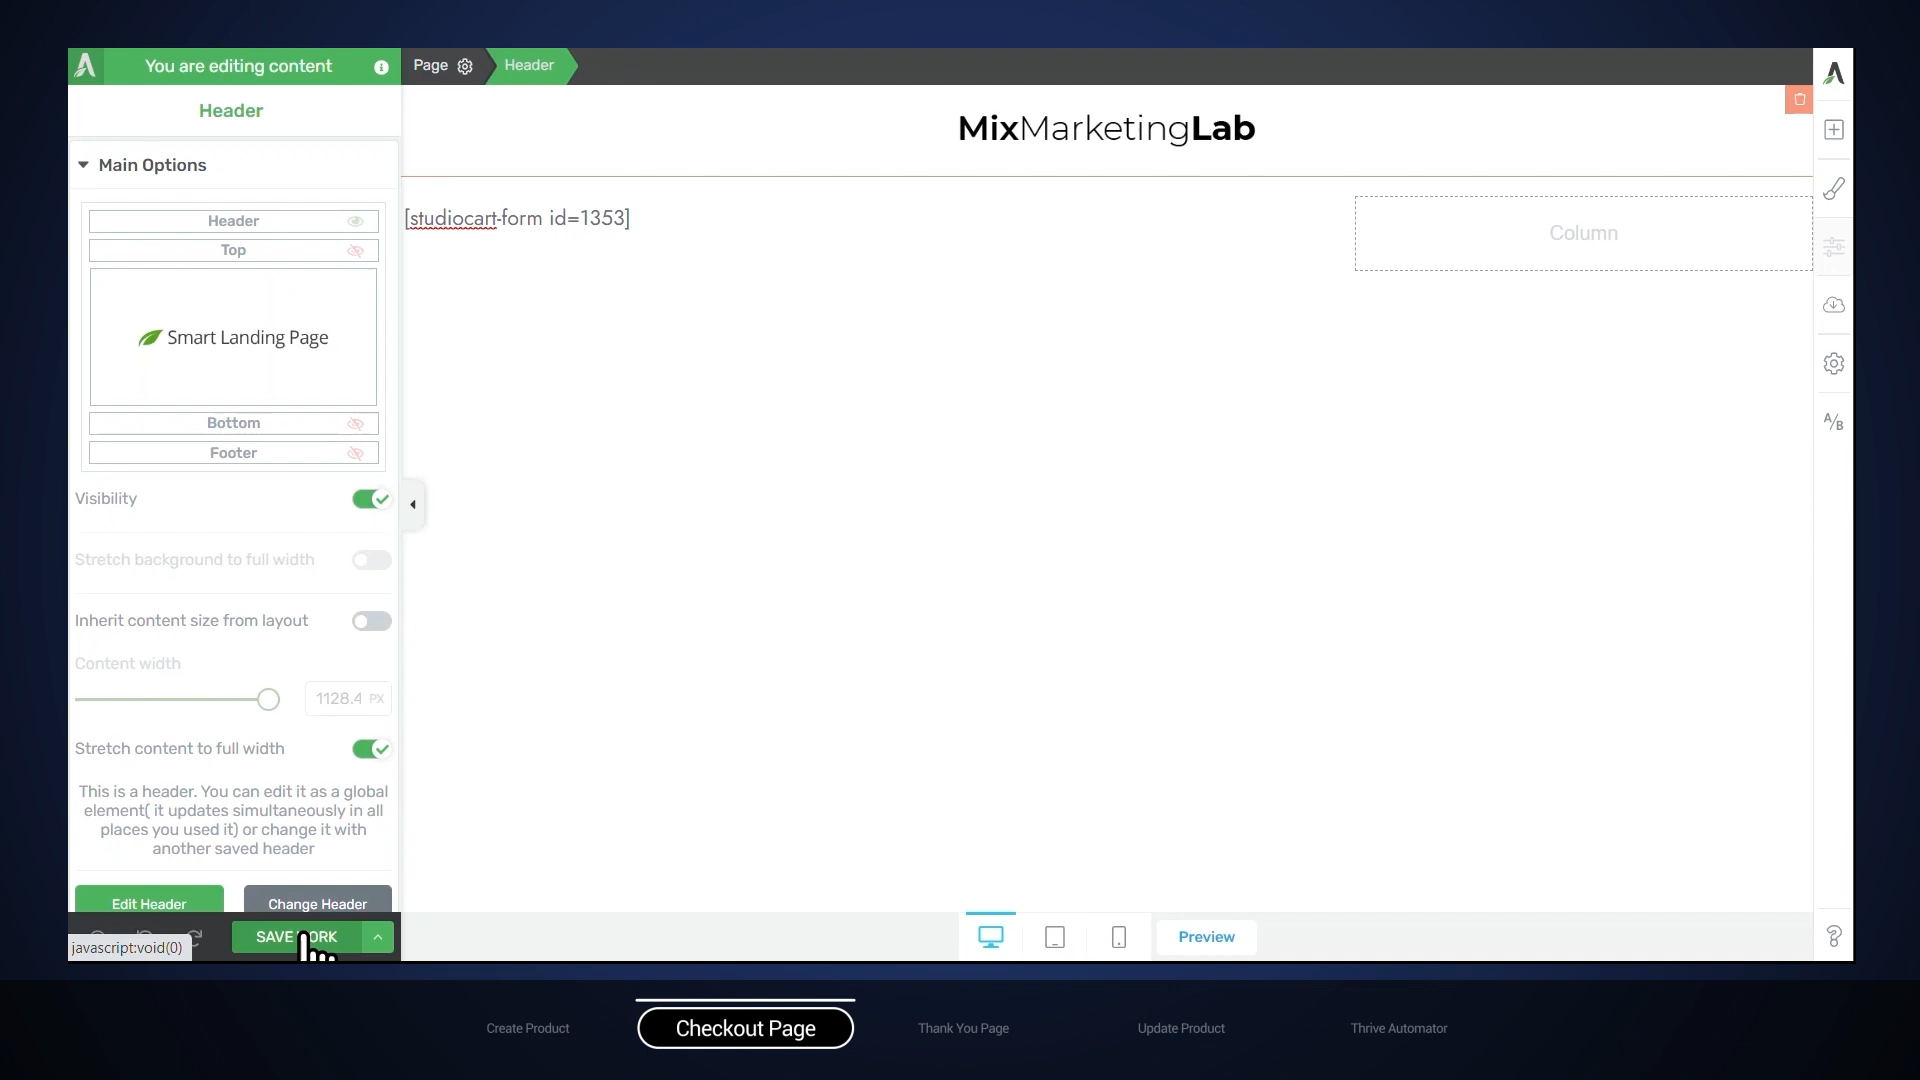 You are editing content
Page
Header
Header
Main Options
Header
Top
Smart Landing Page
Bottom
Footer
Visibility
Stretch background to full width
Inherit content size from layout
Content width
1128.4 PX
Stretch content to full width
This is a header. You can edit it as a global
element( it updates simultaneously in all
places you used it) or change it with
another saved header
Edit Header
Change Header
SAVE WORK
javascript:void(0)
MixMarketingLab
[studiocart-form id=1353]
Column
A/B
Preview
Create Product
Checkout Page
Thank You Page
Update Product
Thrive Automator